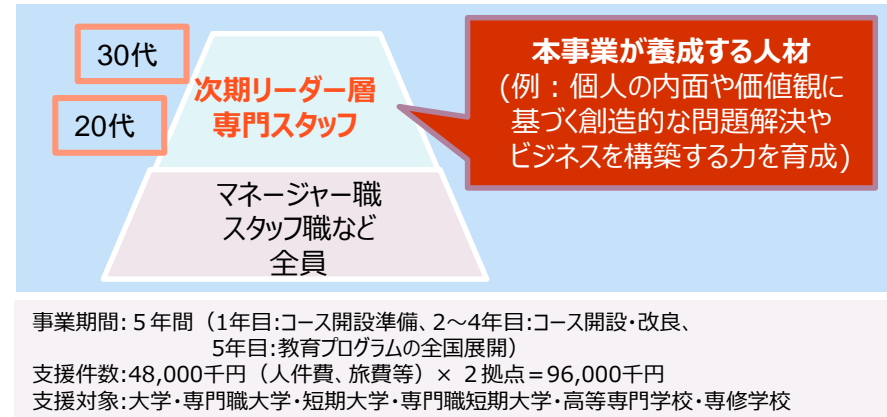 30代
20代
次期リーダー層
専門スタッフ
マネージャー職
スタッフ職など
全員
本事業が養成する人材
(例：個人の内面や価値観に
基づく創造的な問題解決や
ビジネスを構築する力を育成)
事業期間:５年間（1年目:コース開設準備、2～4年目:コース開設・改良、
5年目:教育プログラムの全国展開）
支援件数:48,000千円（人件費、旅費等）× ２拠点＝96,000千円
支援対象:大学・専門職大学・短期大学・専門職短期大学・高等専門学校・専修学校